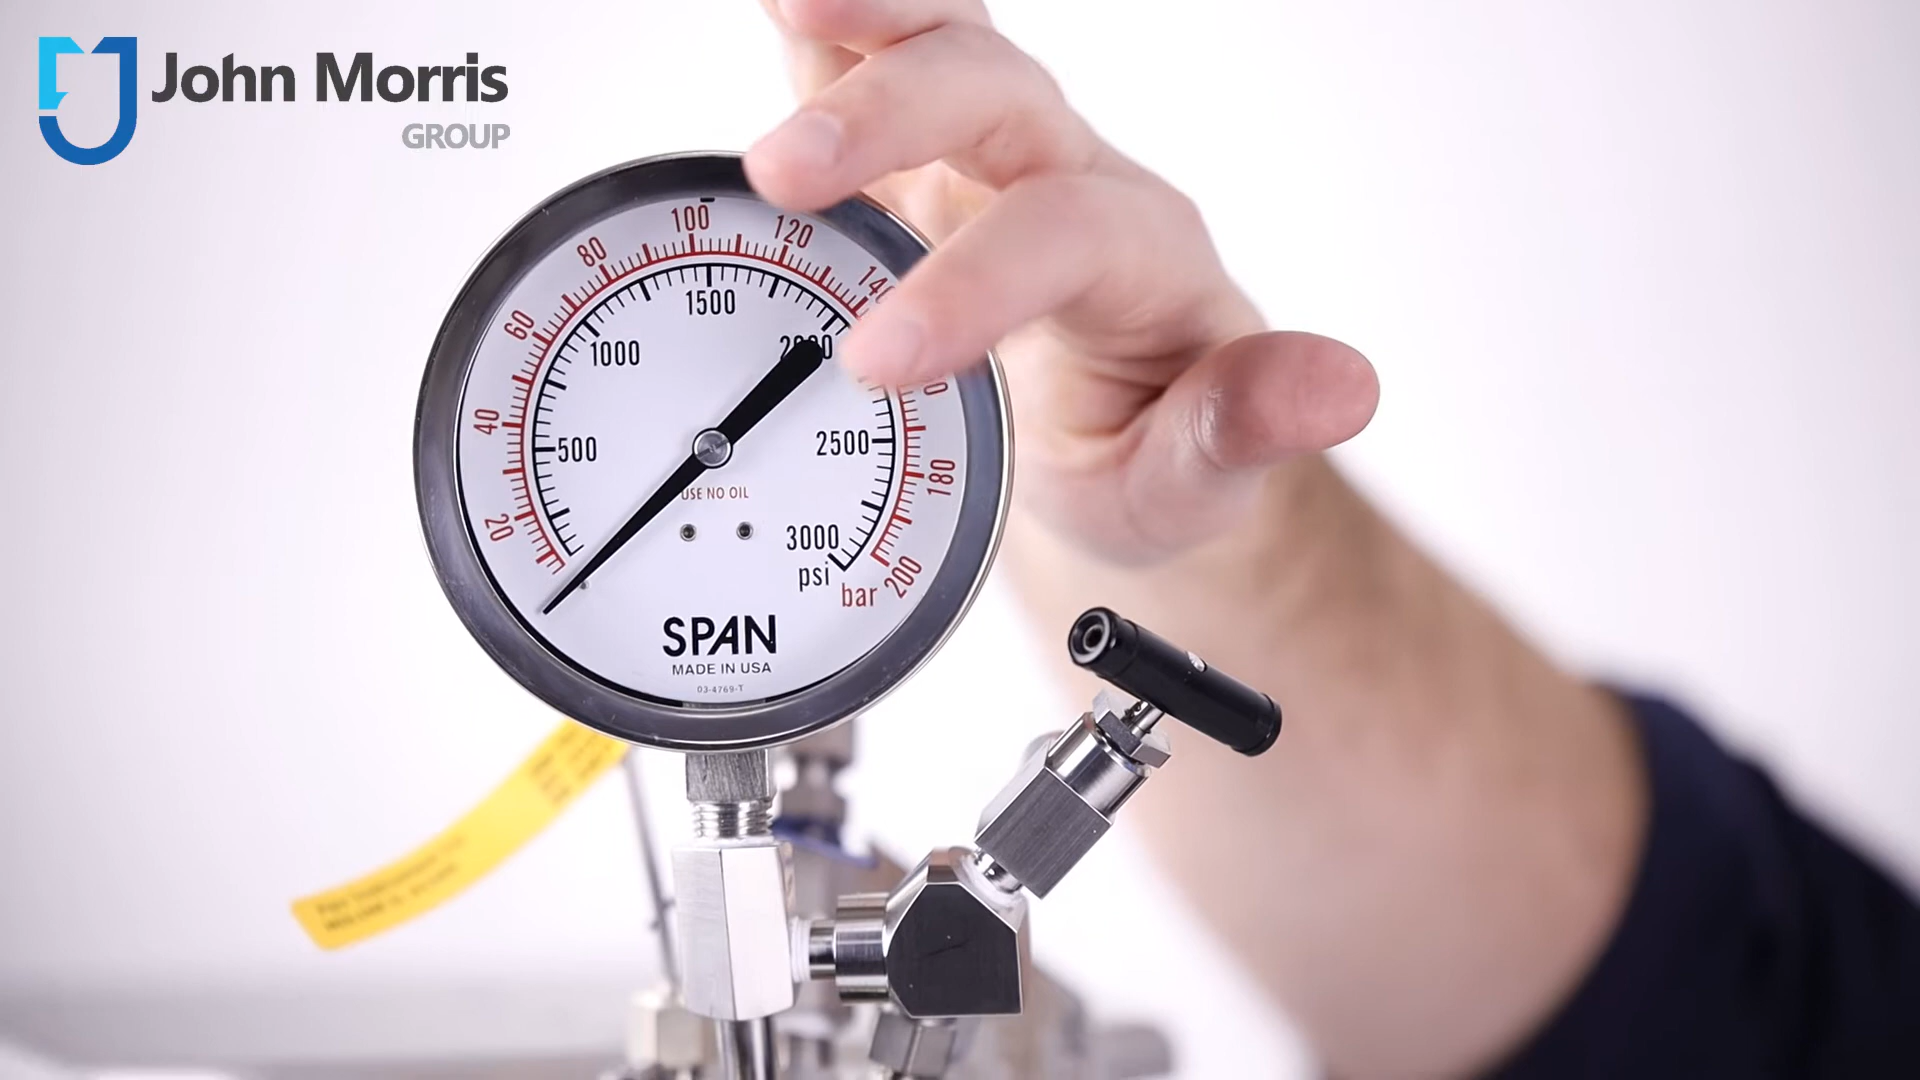 John Morris
GROUP
100
120
80
60
1500
1000
40
500
2500
180
20
USE NO OIL
3000
psi
bar
200
SPAN
MADE IN USA
03-4769-T